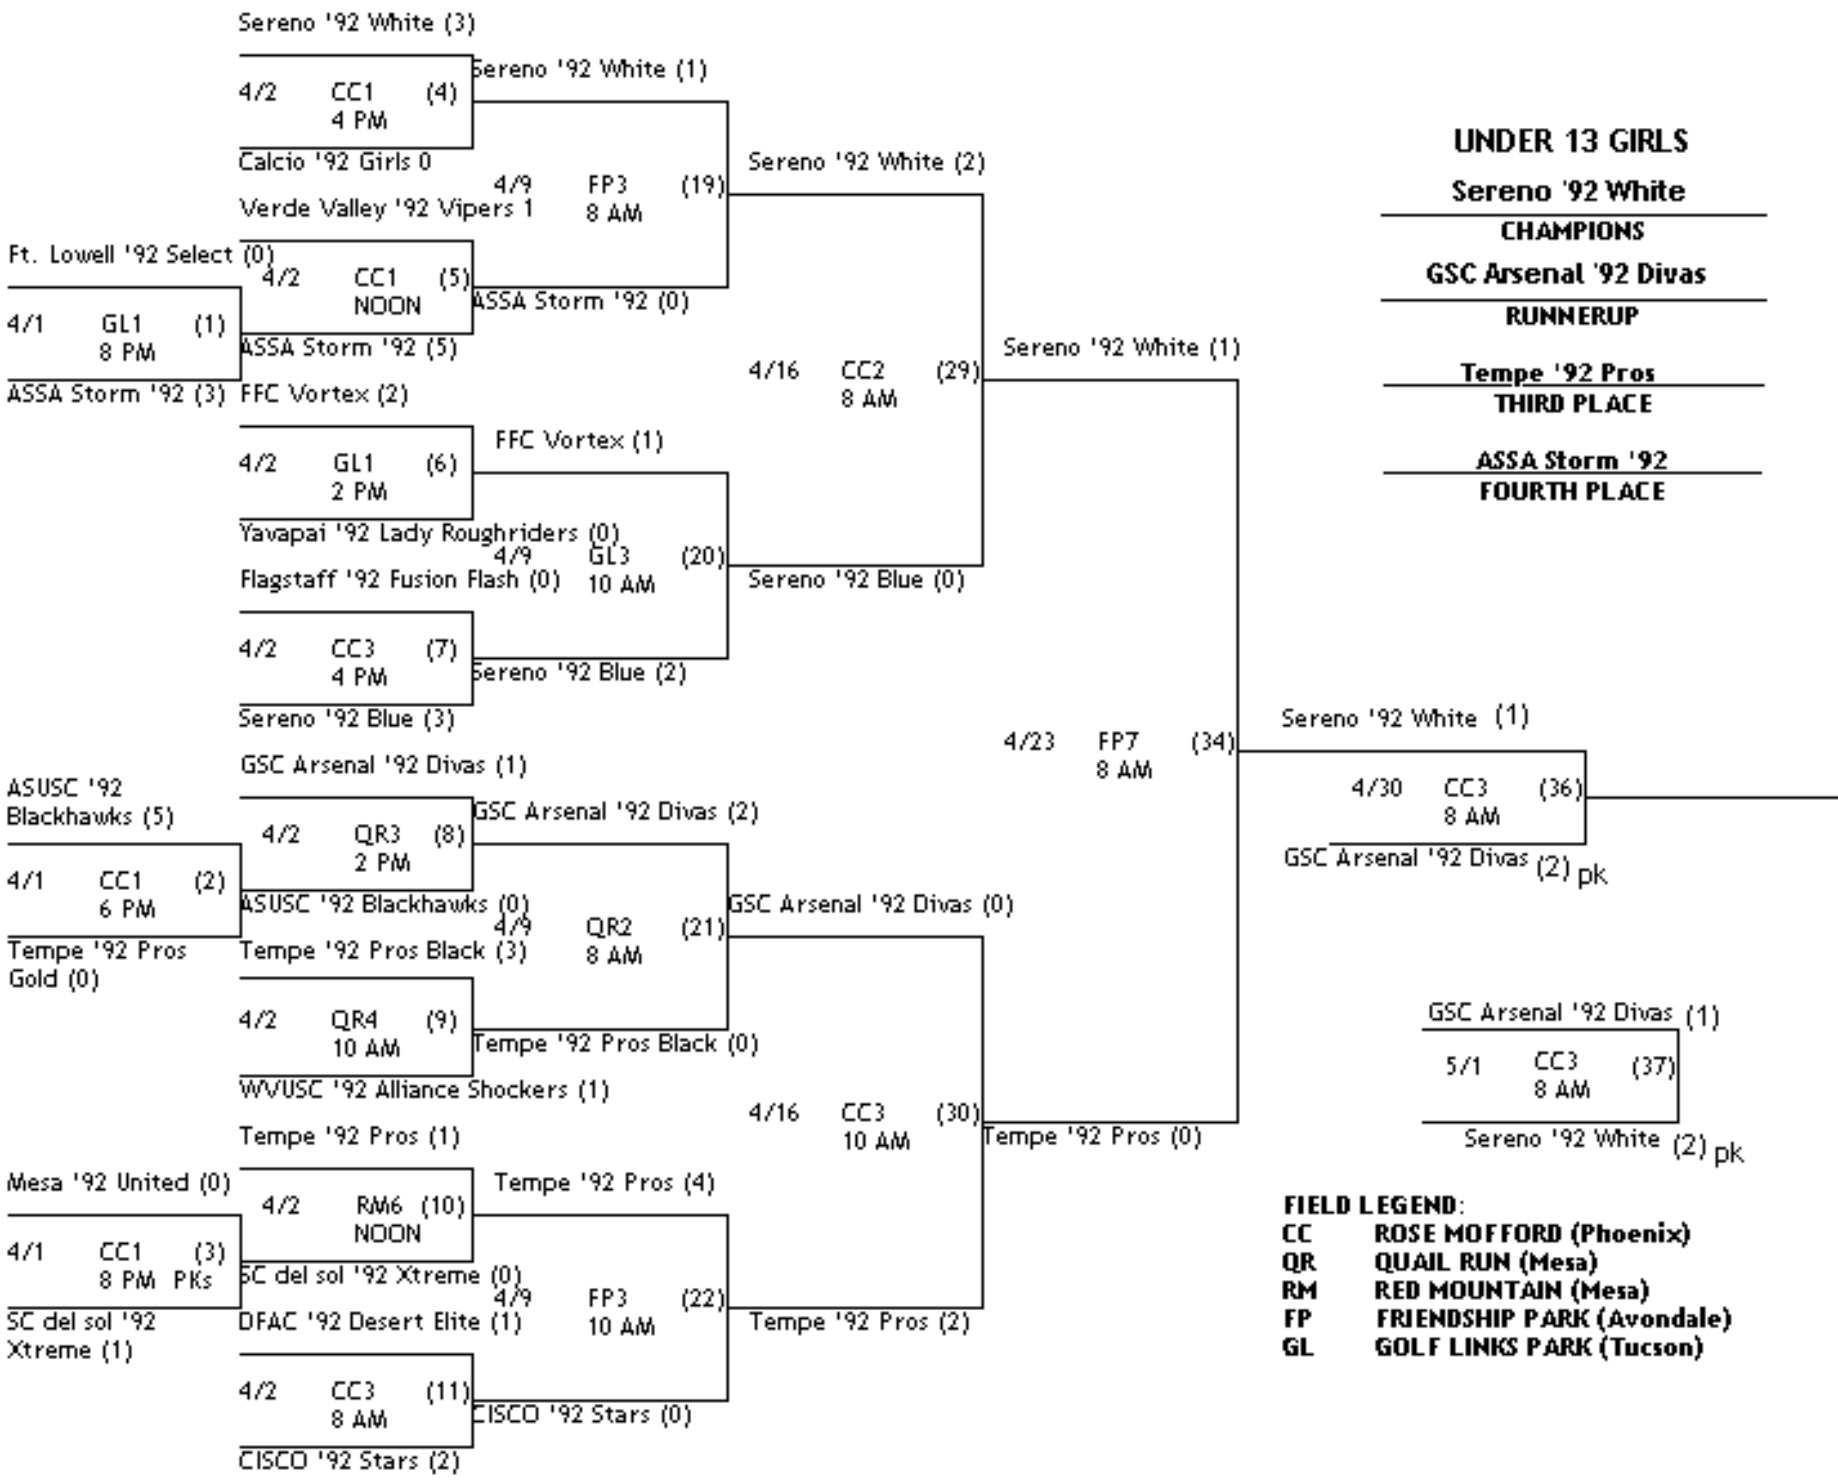 Sereno '92 White (3)
4/2 CC1 (4)
4 PM
Calcio '92 Girls 0
Sereno '92 White (1)
4/9 FP3 (19)
8 AM
Verde Valley '92 Vipers 1
Ft. Lowell '92 Select (0)
4/1 GL1 (1)
8 PM
ASSA Storm '92 (3)
4/2 CC1 (5)
NOON
ASSA Storm '92 (5)
ASSA Storm '92 (0)
Sereno '92 White (2)
4/16 CC2 (29)
8 AM
FFC Vortex (2)
4/2 GL1 (6)
2 PM
Yavapai '92 Lady Roughriders (0)
FFC Vortex (1)
4/9 GL3 (20)
10 AM
Flagstaff '92 Fusion Flash (0)
4/2 CC3 (7)
4 PM
Sereno '92 Blue (3)
Sereno '92 Blue (2)
Sereno '92 Blue (0)
Sereno '92 White (1)
4/23 FP7 (34)
8 AM
GSC Arsenal '92 Divas (1)
ASUSC '92
Blackhawks (5)
4/1 CC1 (2)
6 PM
Tempe '92 Pros
Gold (0)
4/2 QR3 (8)
2 PM
ASUSC '92 Blackhawks (0)
GSC Arsenal '92 Divas (2)
4/9 QR2 (21)
8 AM
Tempe '92 Pros Black (3)
4/2 QR4 (9)
10 AM
WVUSC '92 Alliance Shockers (1)
Tempe '92 Pros Black (0)
GSC Arsenal '92 Divas (0)
4/16 CC3 (30)
10 AM
Tempe '92 Pros (1)
Mesa '92 United (0)
4/1 CC1 (3)
8 PM PKs
SC del sol '92
Xtreme (1)
4/2 RM6 (10)
NOON
SC del sol '92 Xtreme (0)
Tempe '92 Pros (4)
4/9 FP3 (22)
10 AM
DFAC '92 Desert Elite (1)
4/2 CC3 (11)
8 AM
CISCO '92 Stars (2)
CISCO '92 Stars (0)
Tempe '92 Pros (2)
Tempe '92 Pros (0)
Sereno '92 White (1)
4/30 CC3 (36)
8 AM
GSC Arsenal '92 Divas (2) pk
GSC Arsenal '92 Divas (1)
5/1 CC3 (37)
8 AM
Sereno '92 White (2) pk
UNDER 13 GIRLS
Sereno '92 White
CHAMPIONS
GSC Arsenal '92 Divas
RUNNERUP
Tempe '92 Pros
THIRD PLACE
ASSA Storm '92
FOURTH PLACE
FIELD LEGEND:
CC ROSE MOFFORD (Phoenix)
QR QUAIL RUN (Mesa)
RM RED MOUNTAIN (Mesa)
FP FRIENDSHIP PARK (Avondale)
GL GOLF LINKS PARK (Tucson)